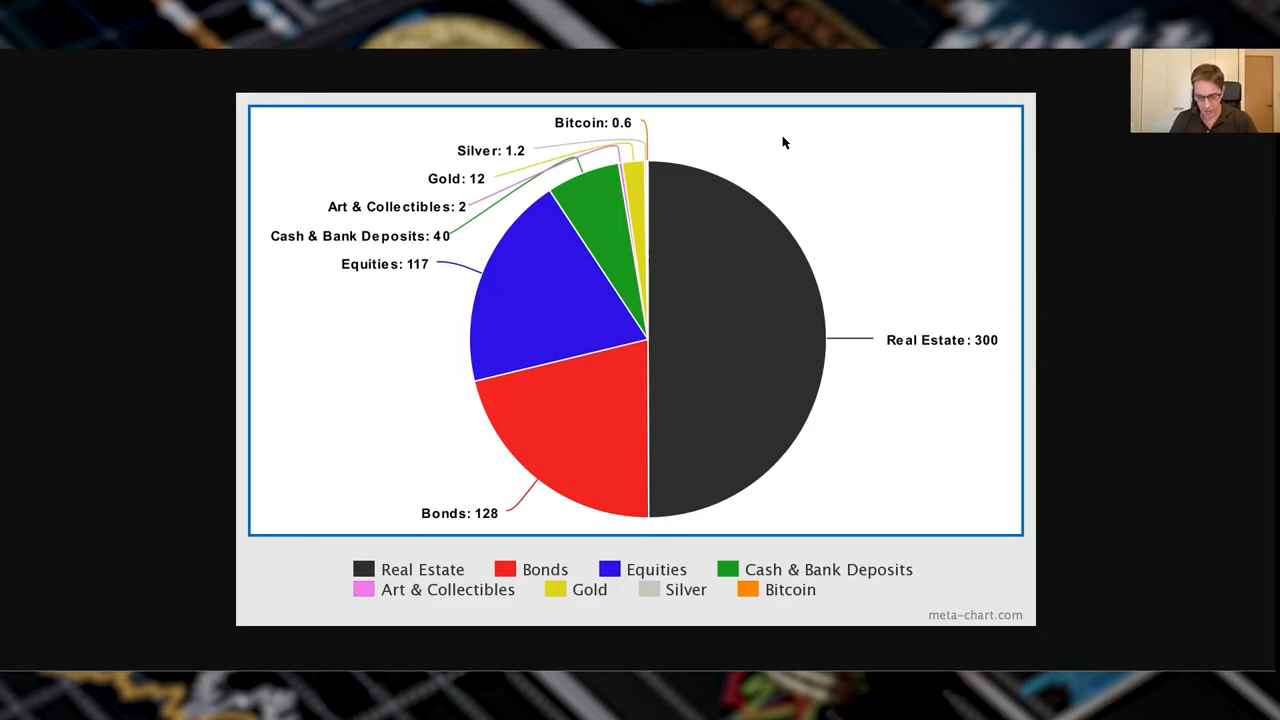 Bitcoin: 0.6
Silver: 1.2
Gold: 12
Art & Collectibles: 2
Cash & Bank Deposits: 40
Equities: 117
Real Estate: 300
Bonds: 128
Real Estate Bonds Equities Cash & Bank Deposits
Art & Collectibles Gold Silver Bitcoin
meta-chart.com